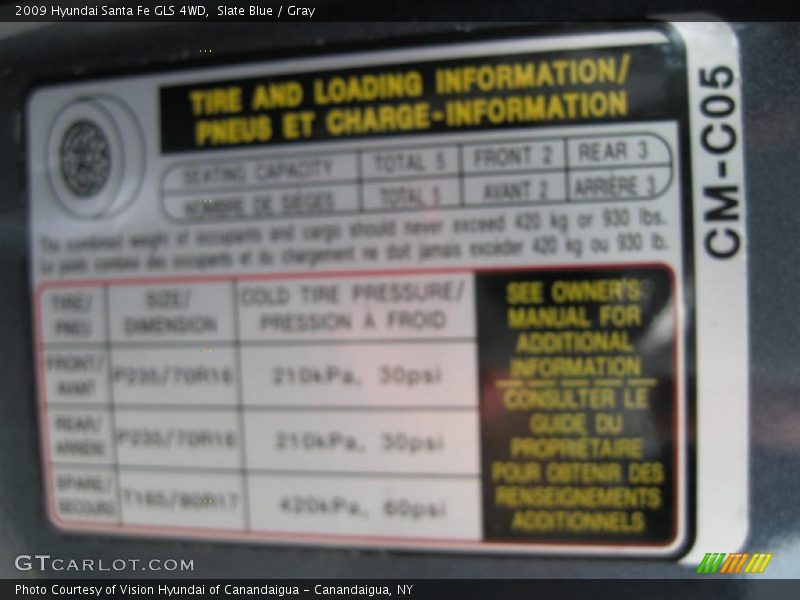 2009 Hyundai Santa Fe GLS 4WD, Slate Blue / Gray
TIRE AND LOADING INFORMATION/
PNEUS ET CHARGE-INFORMATION
SEATING CAPACITY TOTAL 5 FRONT 2 REAR 3
NOMBRE DE SIÈGES TOTAL 5 AVANT 2 ARRIÈRE 3
The combined weight of occupants and cargo should never exceed 420 kg or 930 lbs.
Le poids combiné des occupants et du chargement ne doit jamais excéder 420 kg ou 930 lb.
TIRE/
PNEU
SIZE/
DIMENSION
COLD TIRE PRESSURE/
PRESSION À FROID
FRONT/
AVANT
P235/70R16
210kPa, 30psi
REAR/
ARRIÈRE
P235/70R16
210kPa, 30psi
SPARE/
SECOURS
T165/90R17
420kPa, 60psi
SEE OWNER'S
MANUAL FOR
ADDITIONAL
INFORMATION
CONSULTER LE
GUIDE DU
PROPRÉTAIRE
POUR OBTENIR DES
RENSEIGNEMENTS
ADDITIONNELS
CM-C05
GTCARLOT.COM
Photo Courtesy of Vision Hyundai of Canandaigua - Canandaigua, NY